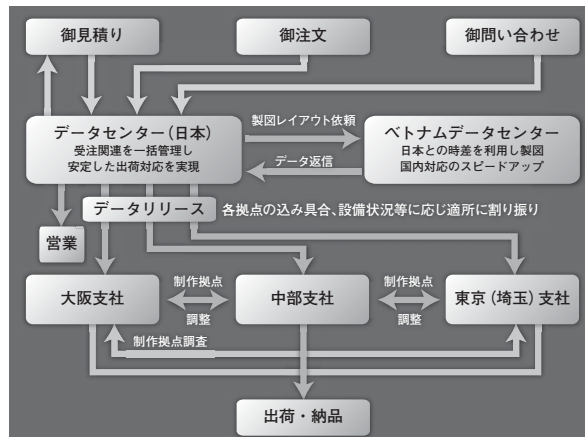 御見積り
御注文
御問い合わせ
データセンター(日本)
受注関連を一括管理し
安定した出荷対応を実現
製図レイアウト依頼
データ返信
ベトナムデータセンター
日本との時差を利用し製図
国内対応のスピードアップ
データリリース
各拠点の込み具合、設備状況等に応じ適所に割り振り
営業
大阪支社
制作拠点
調整
中部支社
制作拠点
調整
東京(埼玉)支社
制作拠点調査
出荷・納品